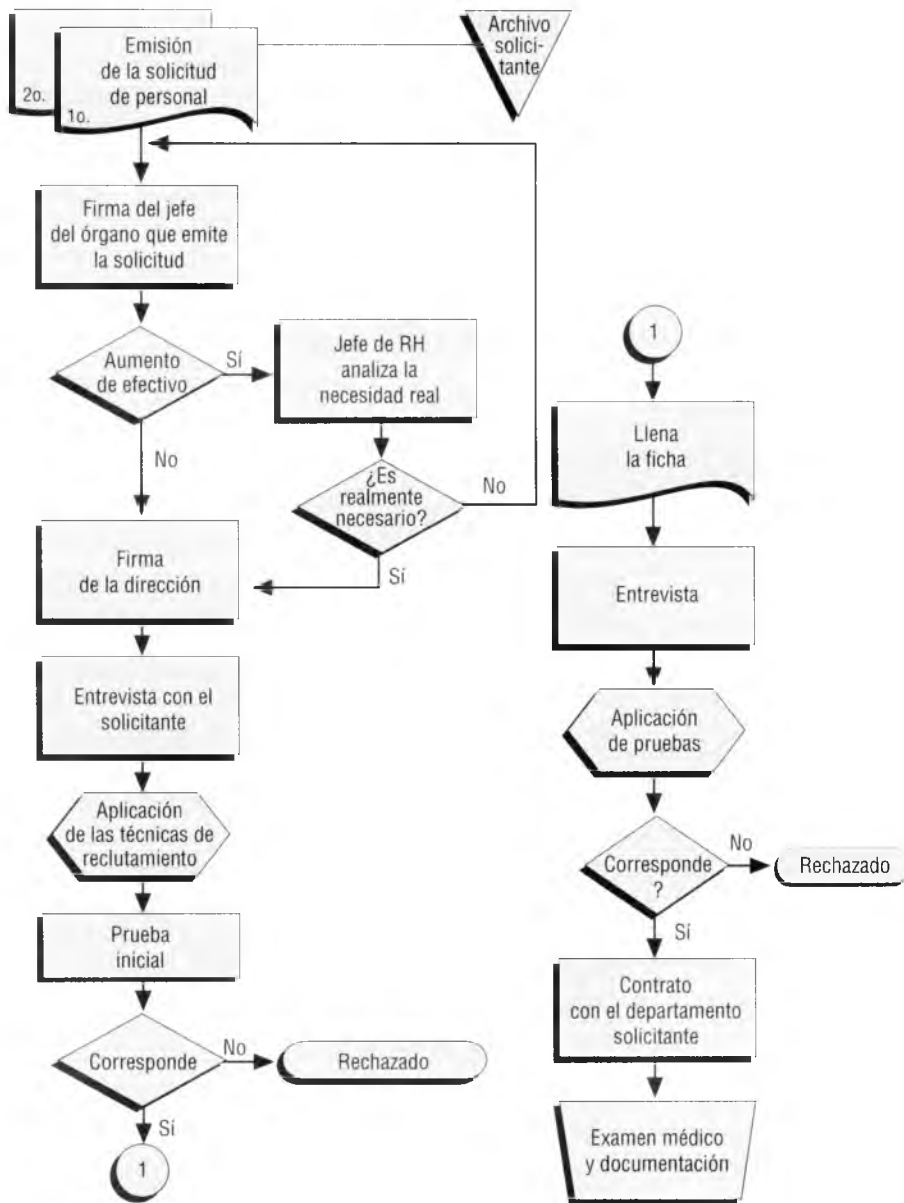 Emisión
de la solicitud
de personal
2o.
1o.
Archivo
solici-
tante
Firma del jefe
del órgano que emite
la solicitud
Aumento
de efectivo
Sí
No
Jefe de RH
analiza la
necesidad real
¿Es
realmente
necesario?
No
Sí
Firma
de la dirección
Entrevista con el
solicitante
Aplicación
de las técnicas de
reclutamiento
Prueba
inicial
Corresponde
No
Rechazado
Sí
1
1
Llena
la ficha
Entrevista
Aplicación
de pruebas
Corresponde
?
No
Rechazado
Sí
Contrato
con el departamento
solicitante
Examen médico
y documentación